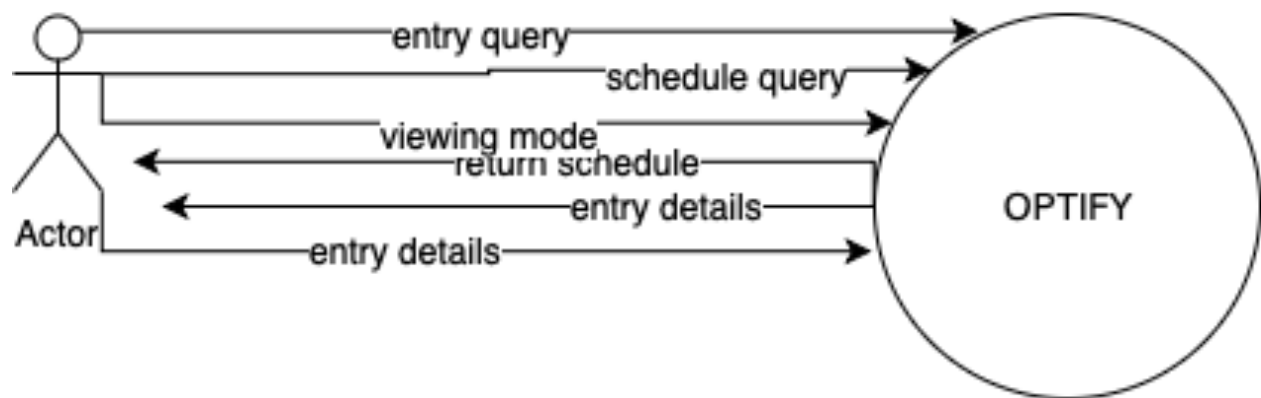 entry query
schedule query
viewing mode
return schedule
entry details
OPTIFY
Actor
entry details